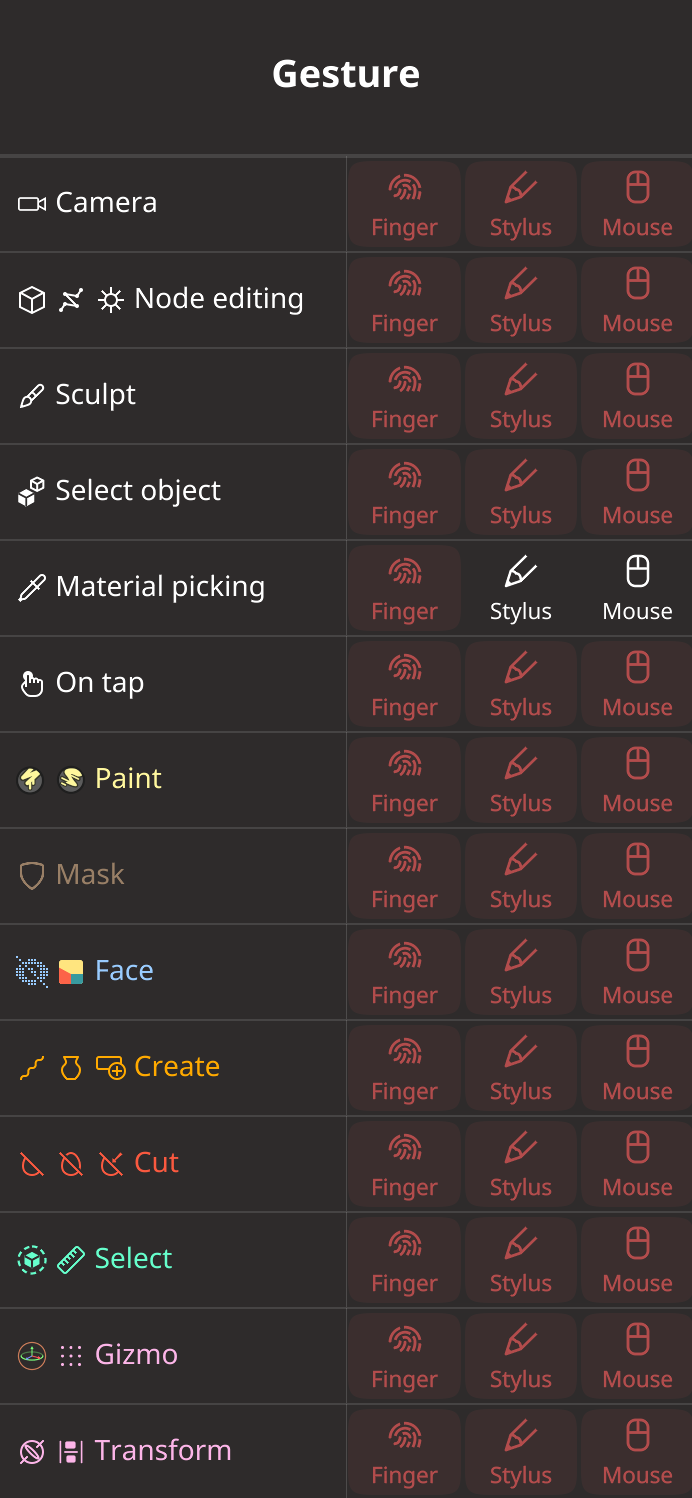 Gesture
Camera
Finger Stylus Mouse
Node editing
Finger Stylus Mouse
Sculpt
Finger Stylus Mouse
Select object
Finger Stylus Mouse
Material picking
Finger Stylus Mouse
On tap
Finger Stylus Mouse
Paint
Finger Stylus Mouse
Mask
Finger Stylus Mouse
Face
Finger Stylus Mouse
Create
Finger Stylus Mouse
Cut
Finger Stylus Mouse
Select
Finger Stylus Mouse
Gizmo
Finger Stylus Mouse
Transform
Finger Stylus Mouse